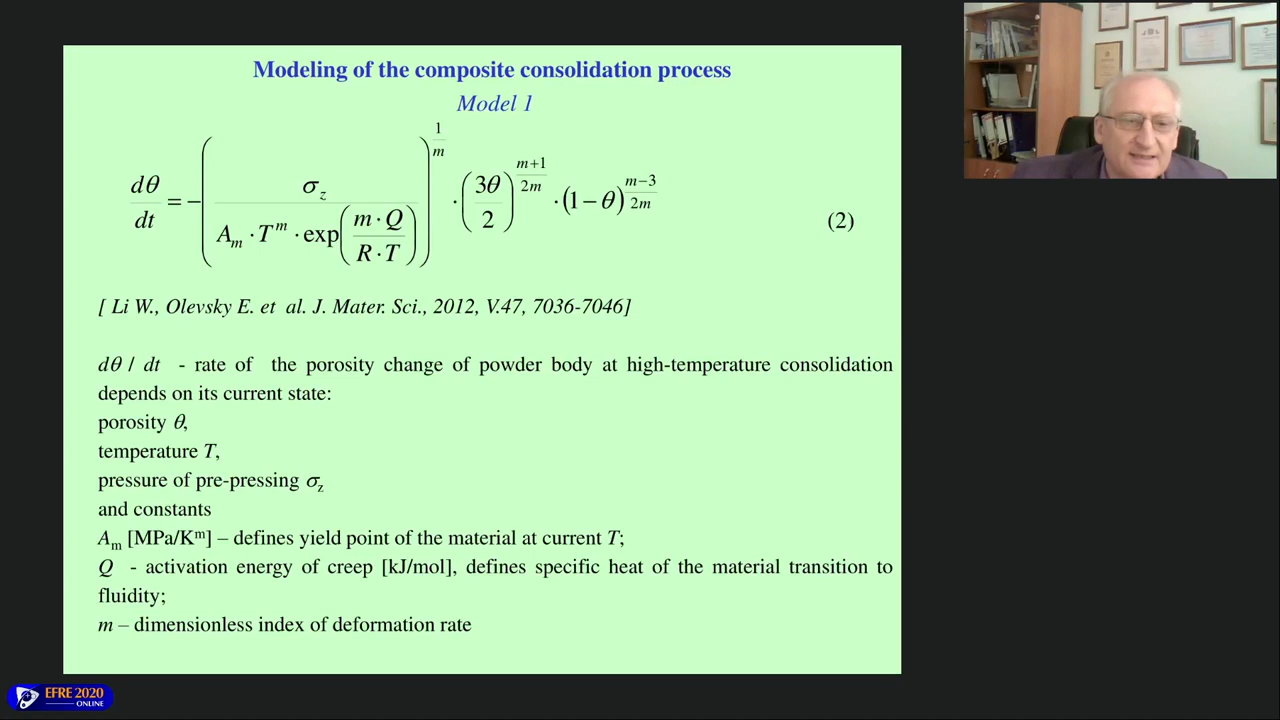 Modeling of the composite consolidation process
Model 1
dθ/dt = −(σz / (Am · T^m · exp(m · Q / R · T)))^(1/m) · (3θ/2)^((m+1)/2m) · (1 − θ)^((m−3)/2m) (2)
[ Li W., Olevsky E. et al. J. Mater. Sci., 2012, V.47, 7036-7046]
dθ / dt - rate of the porosity change of powder body at high-temperature consolidation
depends on its current state:
porosity θ,
temperature T,
pressure of pre-pressing σz
and constants
Am [MPa/Kᵐ] – defines yield point of the material at current T;
Q - activation energy of creep [kJ/mol], defines specific heat of the material transition to
fluidity;
m – dimensionless index of deformation rate
EFRE 2020
ONLINE